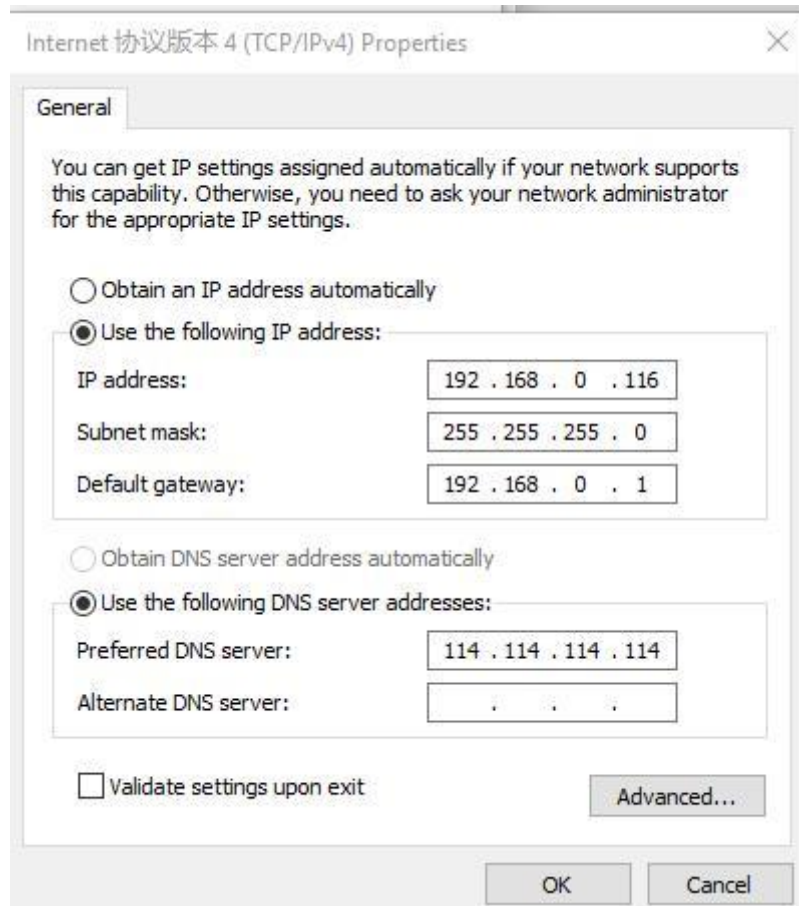 Internet 协议版本 4 (TCP/IPv4) Properties
General
You can get IP settings assigned automatically if your network supports
this capability. Otherwise, you need to ask your network administrator
for the appropriate IP settings.
Obtain an IP address automatically
Use the following IP address:
IP address: 192 . 168 . 0 . 116
Subnet mask: 255 . 255 . 255 . 0
Default gateway: 192 . 168 . 0 . 1
Obtain DNS server address automatically
Use the following DNS server addresses:
Preferred DNS server: 114 . 114 . 114 . 114
Alternate DNS server: . . .
Validate settings upon exit
Advanced...
OK Cancel